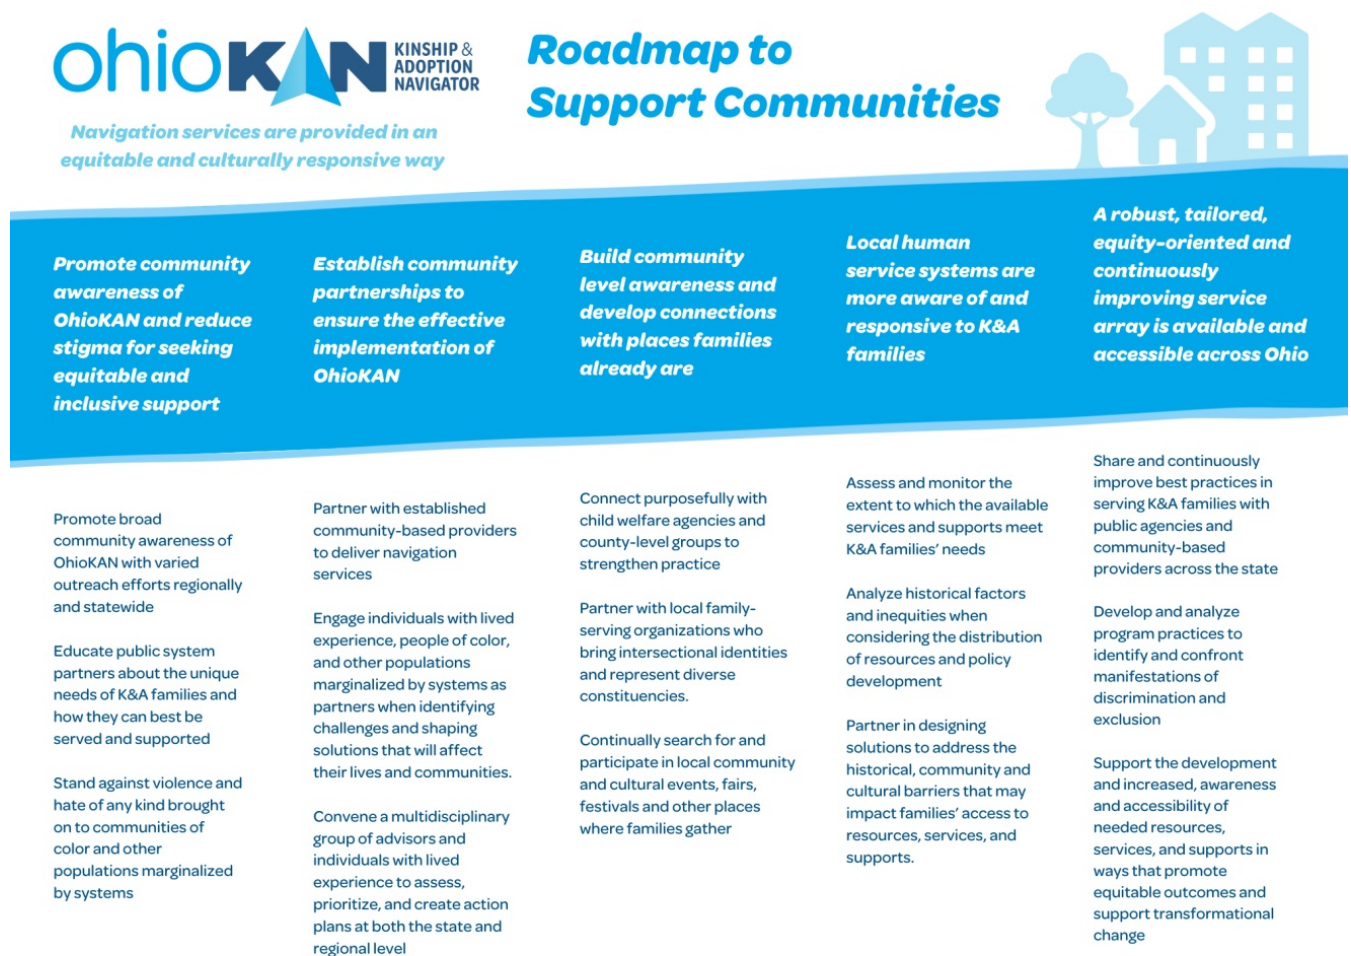 ohioKAN KINSHIP &
ADOPTION
NAVIGATOR
Navigation services are provided in an
equitable and culturally responsive way
Roadmap to
Support Communities
Promote community
awareness of
OhioKAN and reduce
stigma for seeking
equitable and
inclusive support
Establish community
partnerships to
ensure the effective
implementation of
OhioKAN
Build community
level awareness and
develop connections
with places families
already are
Local human
service systems are
more aware of and
responsive to K&A
families
A robust, tailored,
equity-oriented and
continuously
improving service
array is available and
accessible across Ohio
Promote broad
community awareness of
OhioKAN with varied
outreach efforts regionally
and statewide
Educate public system
partners about the unique
needs of K&A families and
how they can best be
served and supported
Stand against violence and
hate of any kind brought
on to communities of
color and other
populations marginalized
by systems
Partner with established
community-based providers
to deliver navigation
services
Engage individuals with lived
experience, people of color,
and other populations
marginalized by systems as
partners when identifying
challenges and shaping
solutions that will affect
their lives and communities.
Convene a multidisciplinary
group of advisors and
individuals with lived
experience to assess,
prioritize, and create action
plans at both the state and
regional level
Connect purposefully with
child welfare agencies and
county-level groups to
strengthen practice
Partner with local family-
serving organizations who
bring intersectional identities
and represent diverse
constituencies.
Continually search for and
participate in local community
and cultural events, fairs,
festivals and other places
where families gather
Assess and monitor the
extent to which the available
services and supports meet
K&A families' needs
Analyze historical factors
and inequities when
considering the distribution
of resources and policy
development
Partner in designing
solutions to address the
historical, community and
cultural barriers that may
impact families' access to
resources, services, and
supports.
Share and continuously
improve best practices in
serving K&A families with
public agencies and
community-based
providers across the state
Develop and analyze
program practices to
identify and confront
manifestations of
discrimination and
exclusion
Support the development
and increased, awareness
and accessibility of
needed resources,
services, and supports in
ways that promote
equitable outcomes and
support transformational
change